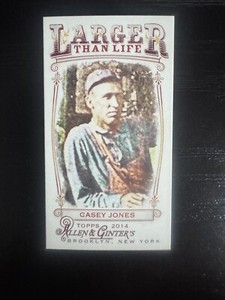 LARGER
THAN LIFE
CASEY JONES
TOPPS 2014
ALLEN & GINTER'S
BROOKLYN, NEW YORK